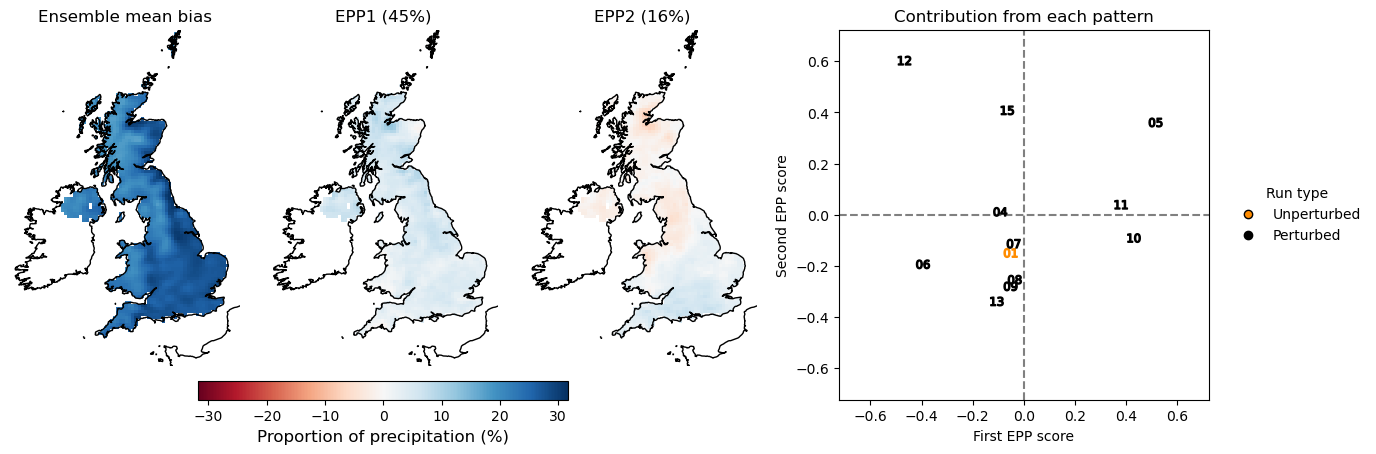 Ensemble mean bias
EPP1 (45%)
EPP2 (16%)
Contribution from each pattern
−30 −20 −10 0 10 20 30
Proportion of precipitation (%)
Second EPP score
0.6
0.4
0.2
0.0
−0.2
−0.4
−0.6
12
15
05
04
11
07
10
01
06
08
09
13
−0.6 −0.4 −0.2 0.0 0.2 0.4 0.6
First EPP score
Run type
Unperturbed
Perturbed